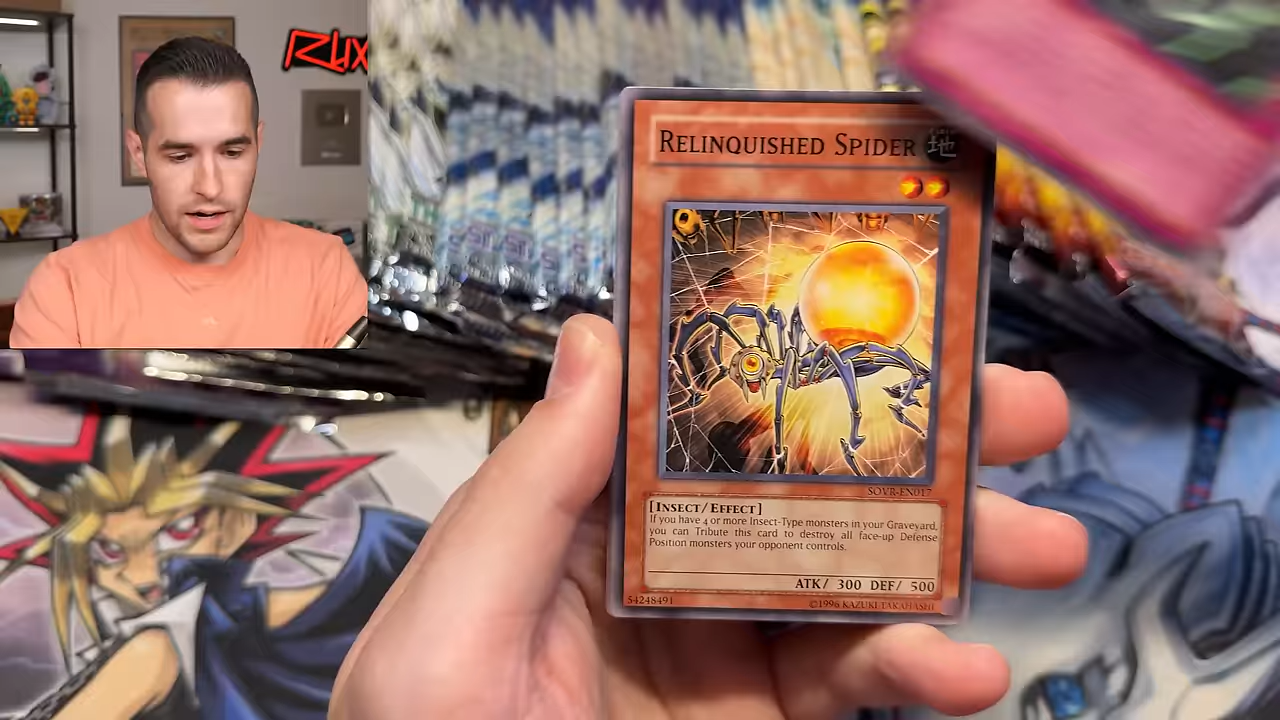 Rux
RELINQUISHED SPIDER
地
SOVR-EN017
[INSECT/EFFECT]
If you have 4 or more Insect-Type monsters in your Graveyard,
you can Tribute this card to destroy all face-up Defense
Position monsters your opponent controls.
ATK/ 300 DEF/ 500
54248491
©1996 KAZUKI TAKAHASHI